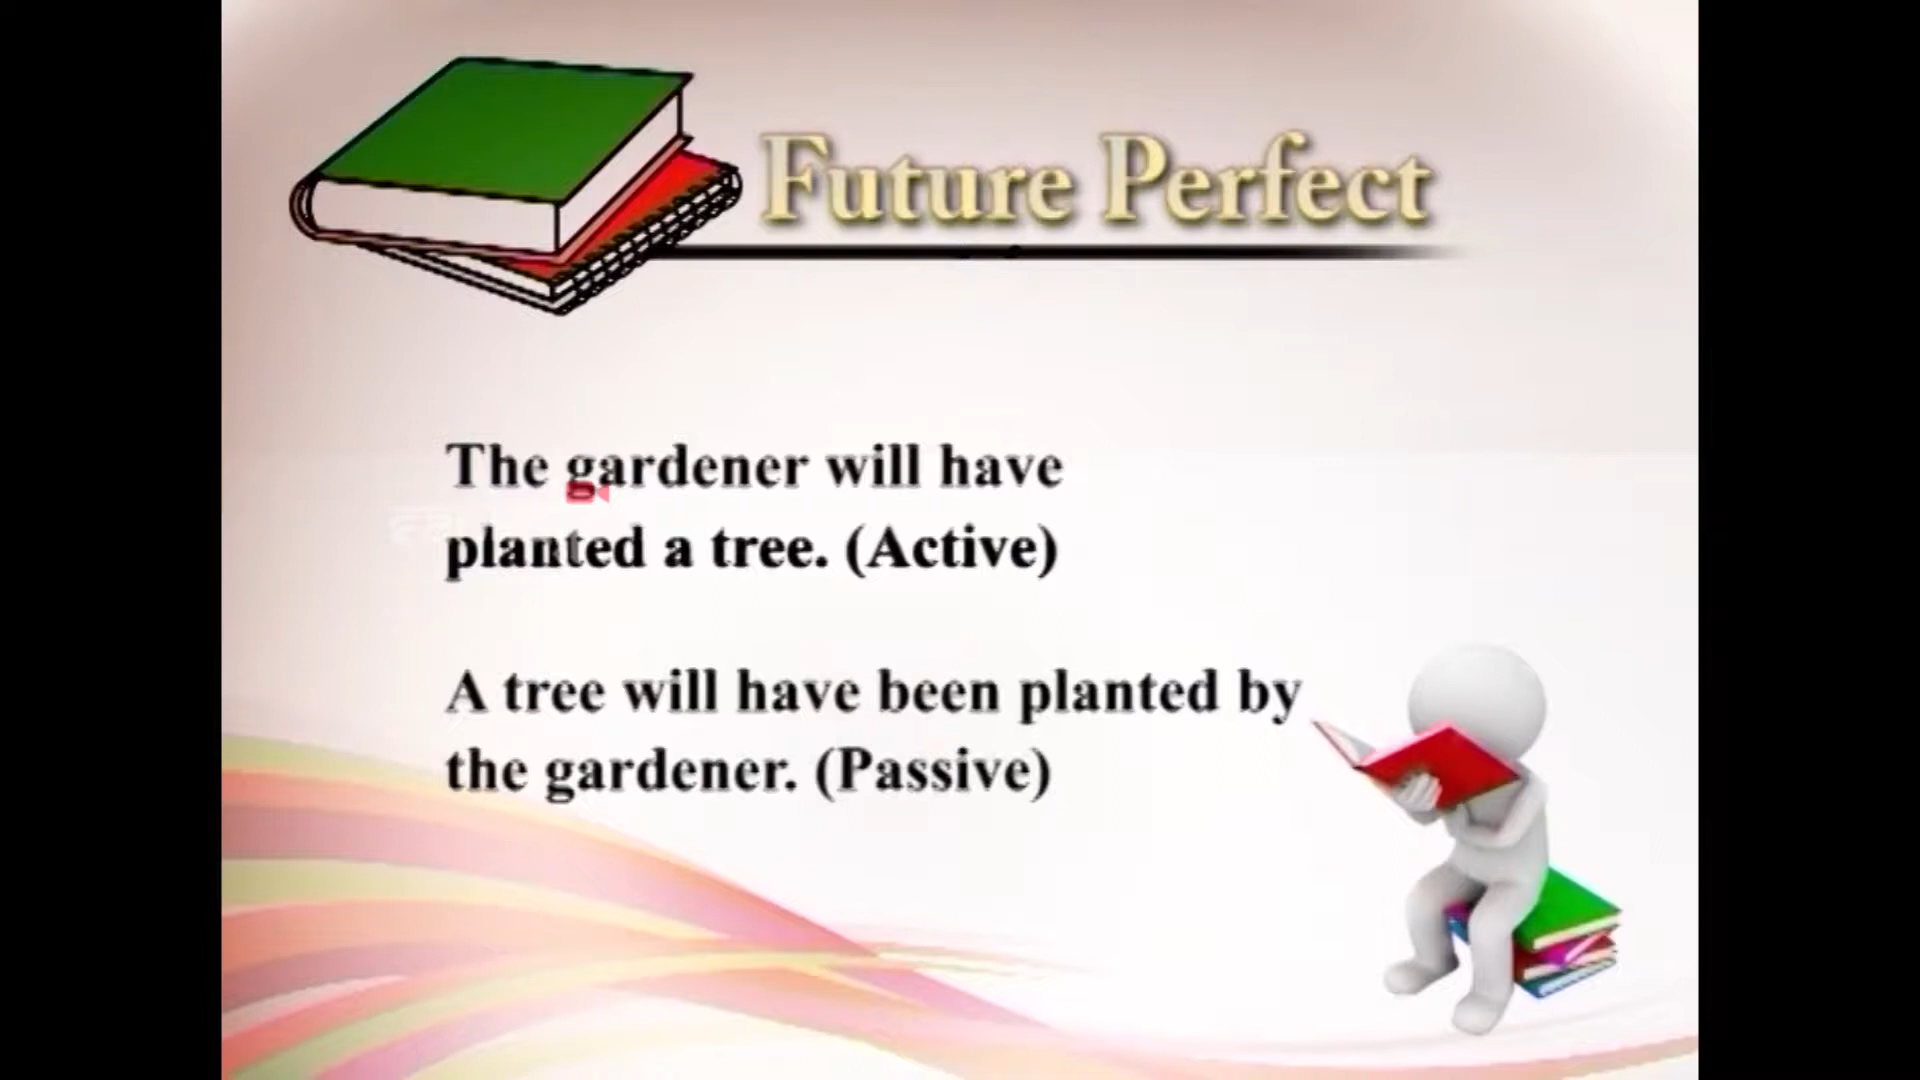 Future Perfect
The gardener will have
planted a tree. (Active)
A tree will have been planted by
the gardener. (Passive)